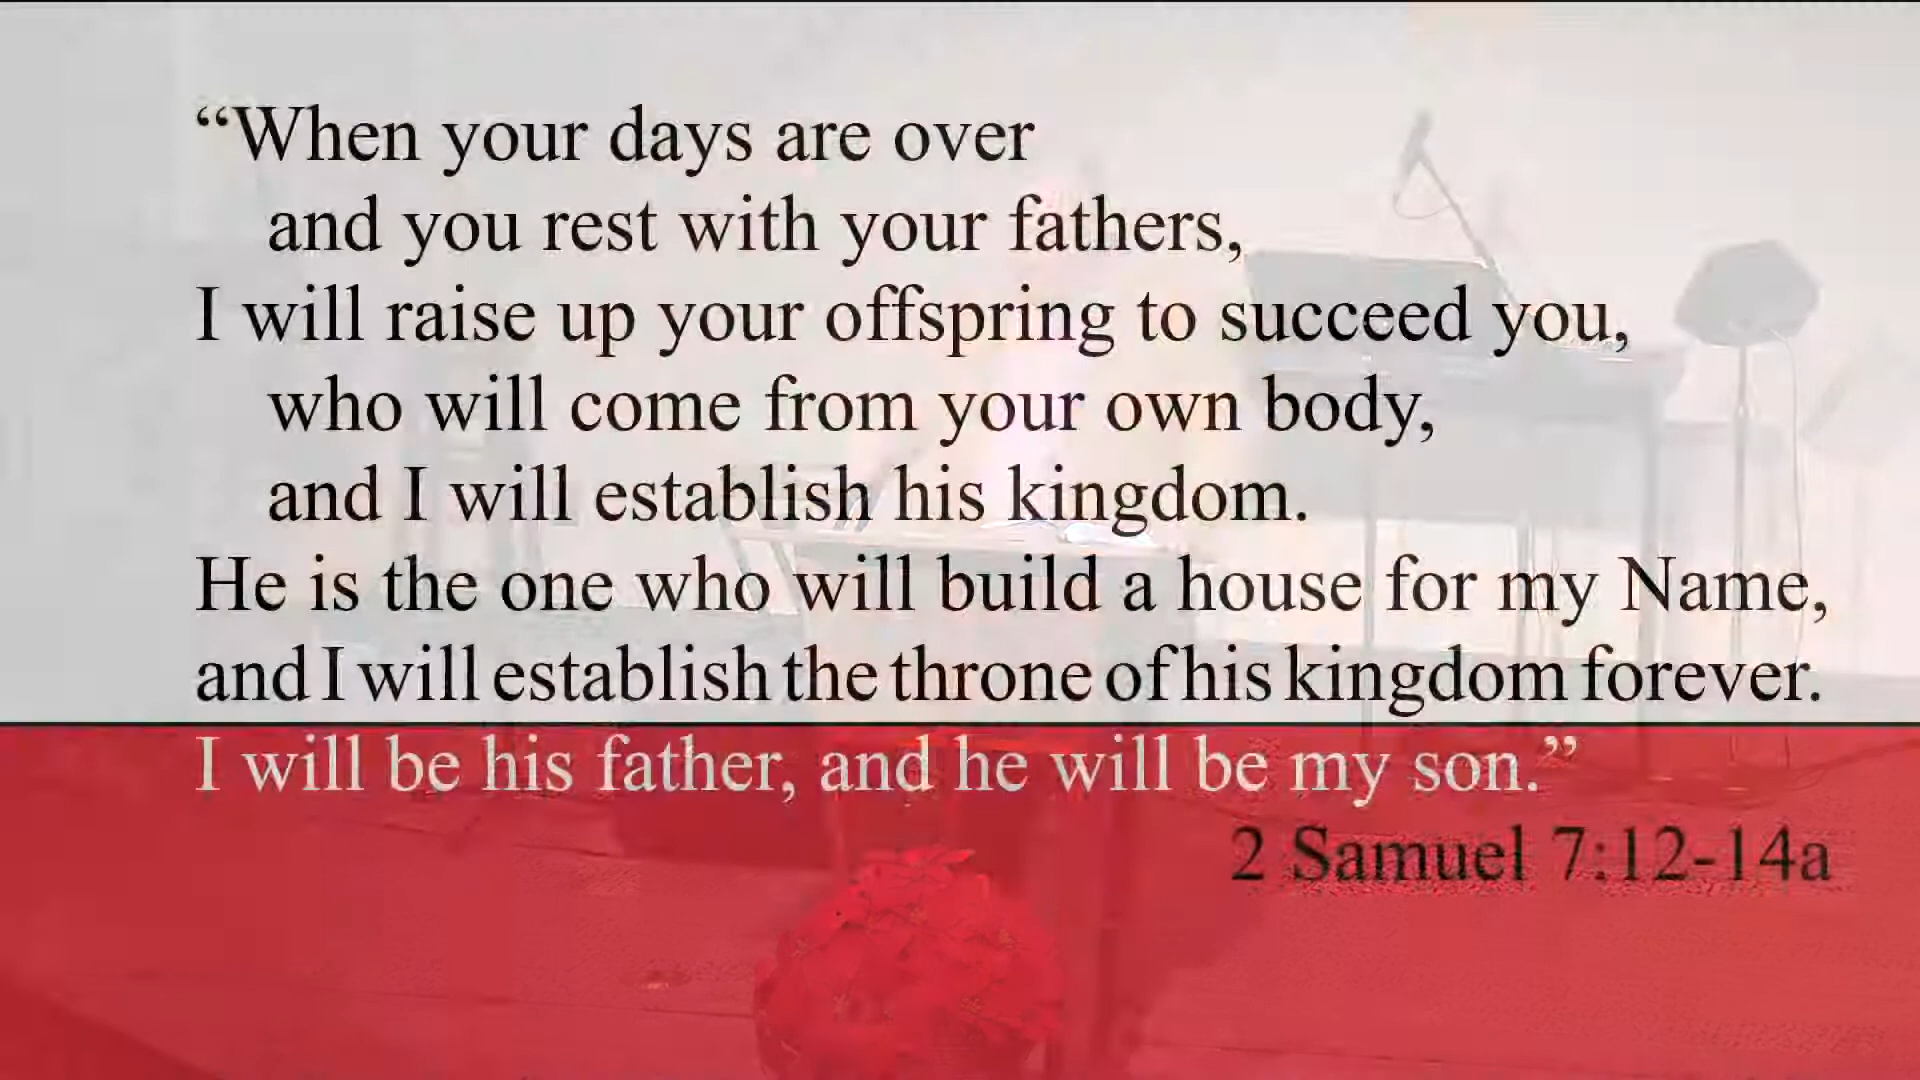 “When your days are over
and you rest with your fathers,
I will raise up your offspring to succeed you,
who will come from your own body,
and I will establish his kingdom.
He is the one who will build a house for my Name,
and I will establish the throne of his kingdom forever.
I will be his father, and he will be my son.”
2 Samuel 7:12-14a